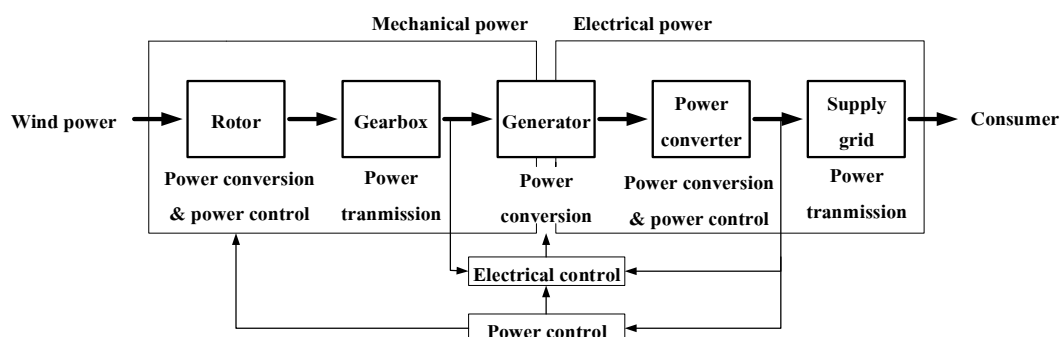 Mechanical power
Electrical power
Wind power
Rotor
Gearbox
Generator
Power
converter
Supply
grid
Consumer
Power conversion
& power control
Power
tranmission
Power
conversion
Power conversion
& power control
Power
tranmission
Electrical control
Power control